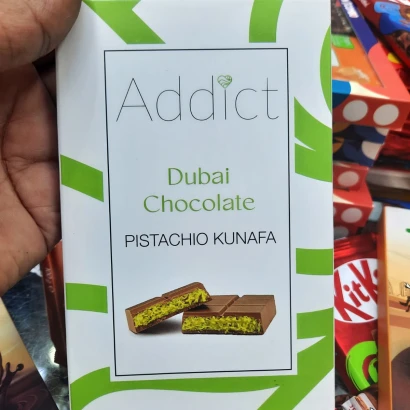 Addict
Dubai
Chocolate
PISTACHIO KUNAFA
KitKat